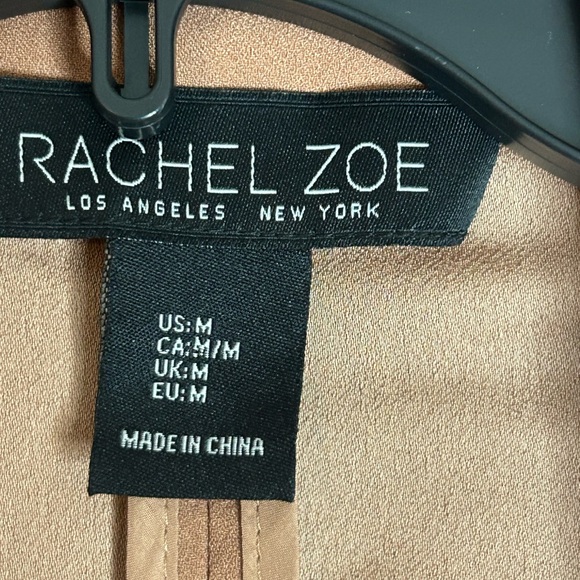 RACHEL ZOE
LOS ANGELES NEW YORK
US:M
CA:M/M
UK:M
EU:M
MADE IN CHINA